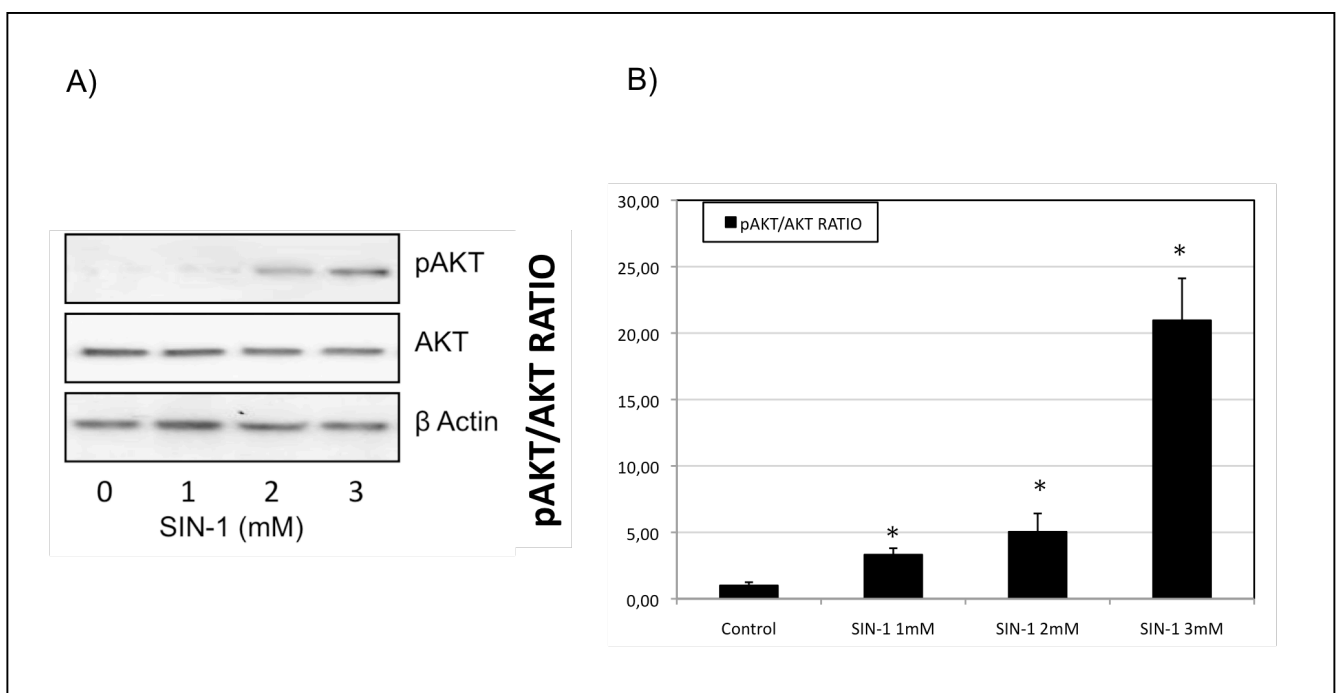 A)
pAKT
AKT
β Actin
0 1 2 3
SIN-1 (mM)
B)
pAKT/AKT RATIO
pAKT/AKT RATIO
30,00
25,00
20,00
15,00
10,00
5,00
0,00
*
*
*
Control SIN-1 1mM SIN-1 2mM SIN-1 3mM